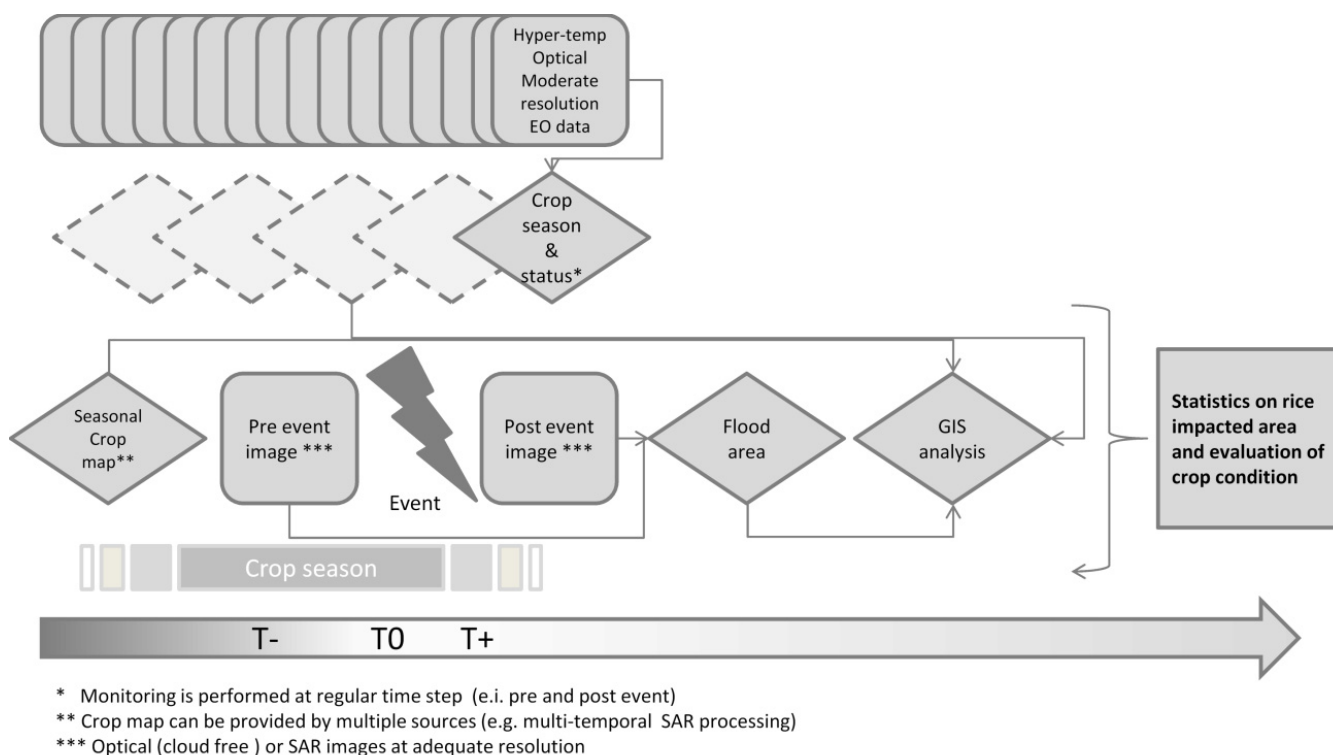 Hyper-temp
Optical
Moderate
resolution
EO data
Crop
season
&
status*
Seasonal
Crop
map**
Pre event
image ***
Event
Post event
image ***
Flood
area
GIS
analysis
Statistics on rice
impacted area
and evaluation of
crop condition
Crop season
T- T0 T+
* Monitoring is performed at regular time step (e.i. pre and post event)
** Crop map can be provided by multiple sources (e.g. multi-temporal SAR processing)
*** Optical (cloud free ) or SAR images at adequate resolution